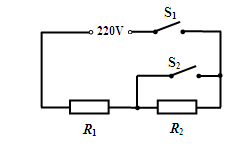 S₁
220V
S₂
R₁ R₂